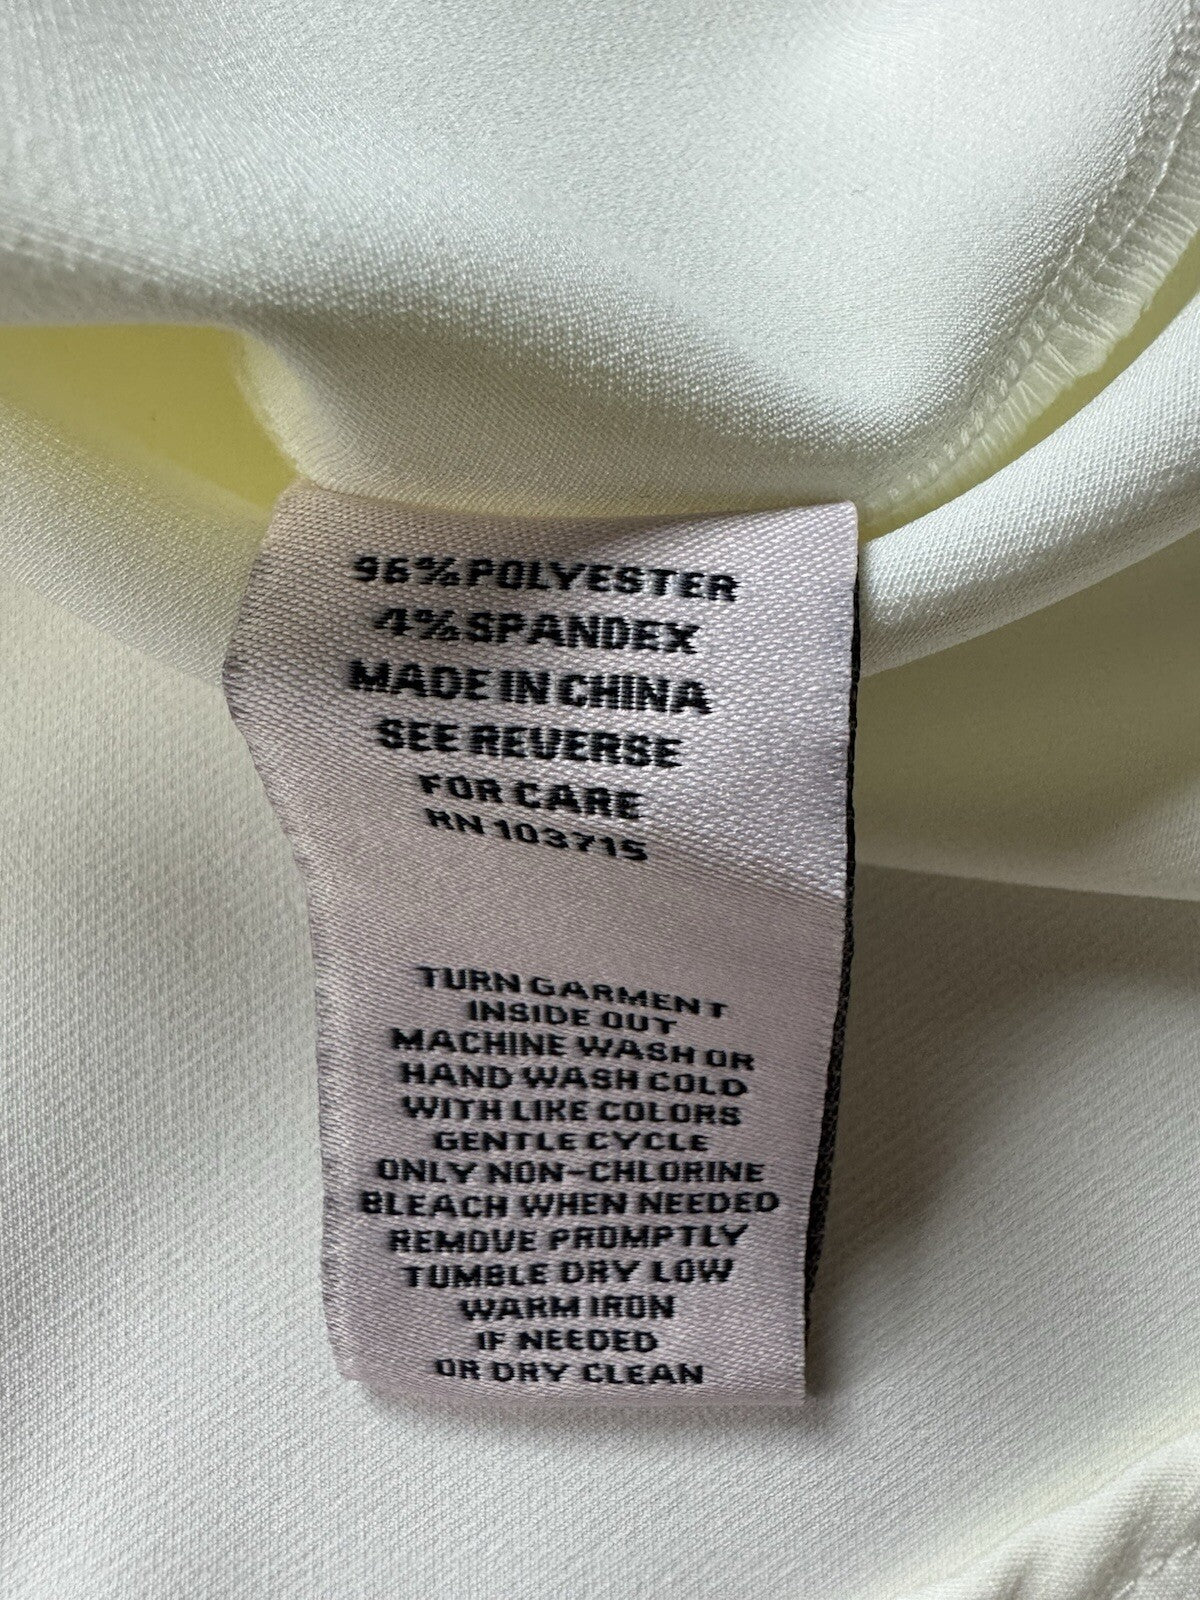 96% POLYESTER
4% SPANDEX
MADE IN CHINA
SEE REVERSE
FOR CARE
RN 103715
TURN GARMENT
INSIDE OUT
MACHINE WASH OR
HAND WASH COLD
WITH LIKE COLORS
GENTLE CYCLE
ONLY NON-CHLORINE
BLEACH WHEN NEEDED
REMOVE PROMPTLY
TUMBLE DRY LOW
WARM IRON
IF NEEDED
OR DRY CLEAN